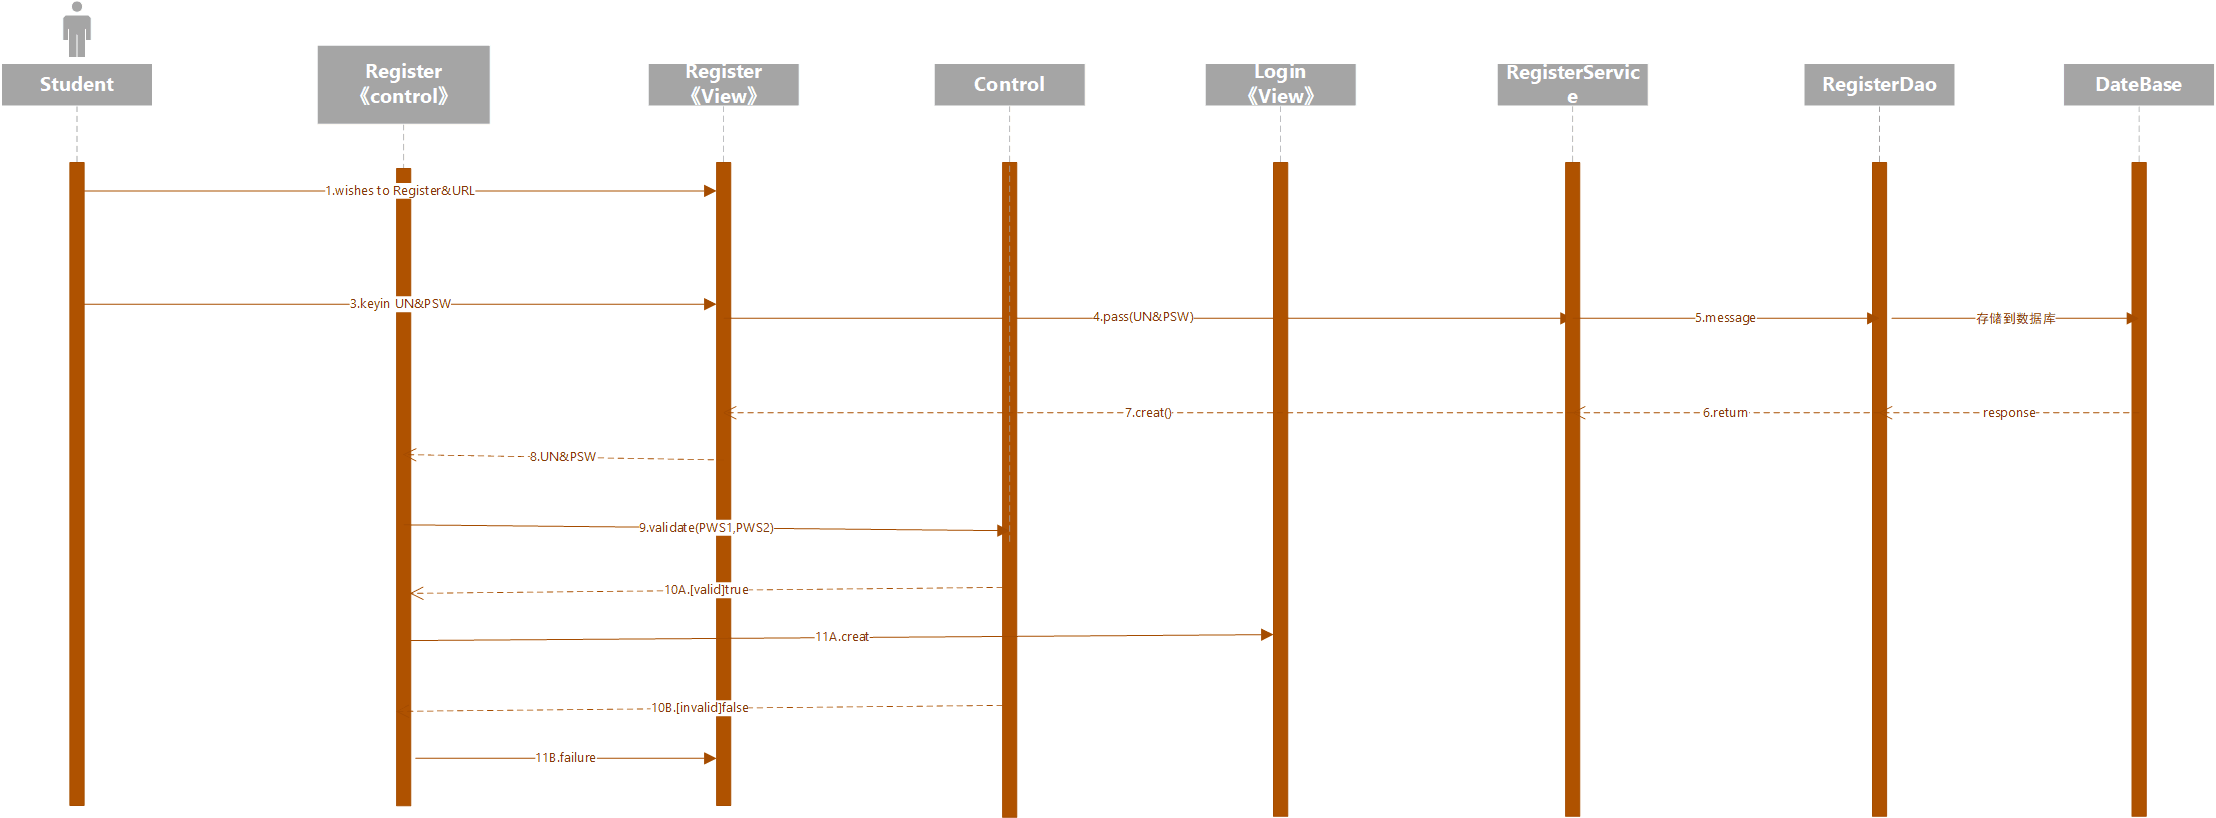 Student
Register
《control》
Register
《View》
Control
Login
《View》
RegisterServic
e
RegisterDao
DateBase
1.wishes to Register&URL
3.keyin UN&PSW
4.pass(UN&PSW)
5.message
存储到数据库
7.creat()
6.return
response
8.UN&PSW
9.validate(PWS1,PWS2)
10A.[valid]true
11A.creat
10B.[invalid]false
11B.failure